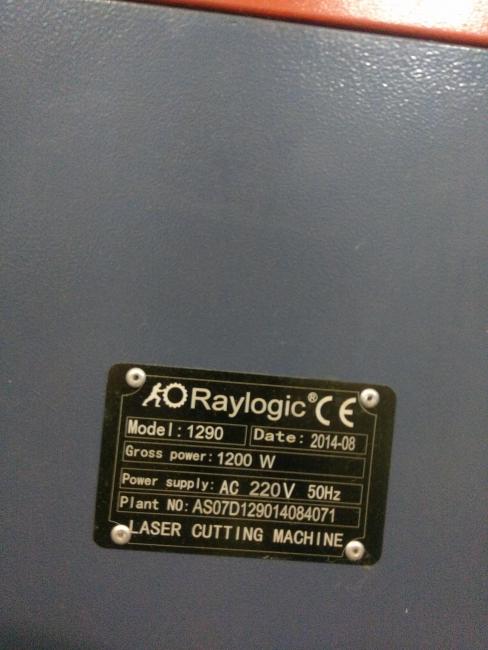 Raylogic® CE
Model: 1290 Date: 2014-08
Gross power: 1200 W
Power supply: AC 220V 50Hz
Plant NO: AS07D129014084071
LASER CUTTING MACHINE